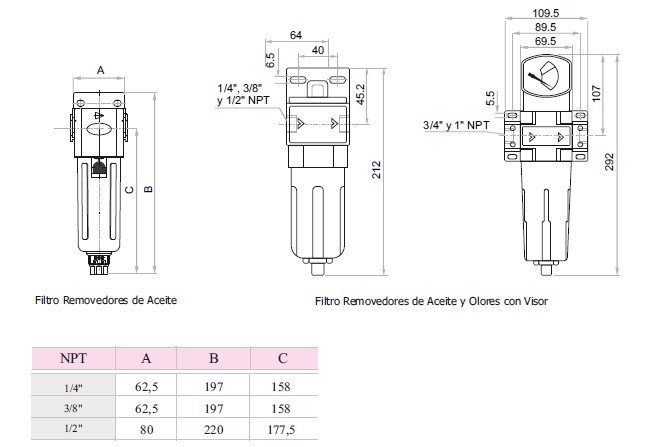 A
B
C
Filtro Removedores de Aceite
64
40
6.5
1/4", 3/8"
y 1/2" NPT
45.2
212
109.5
89.5
69.5
5.5
3/4" y 1" NPT
107
292
Filtro Removedores de Aceite y Olores con Visor
NPT A B C
1/4" 62,5 197 158
3/8" 62,5 197 158
1/2" 80 220 177,5